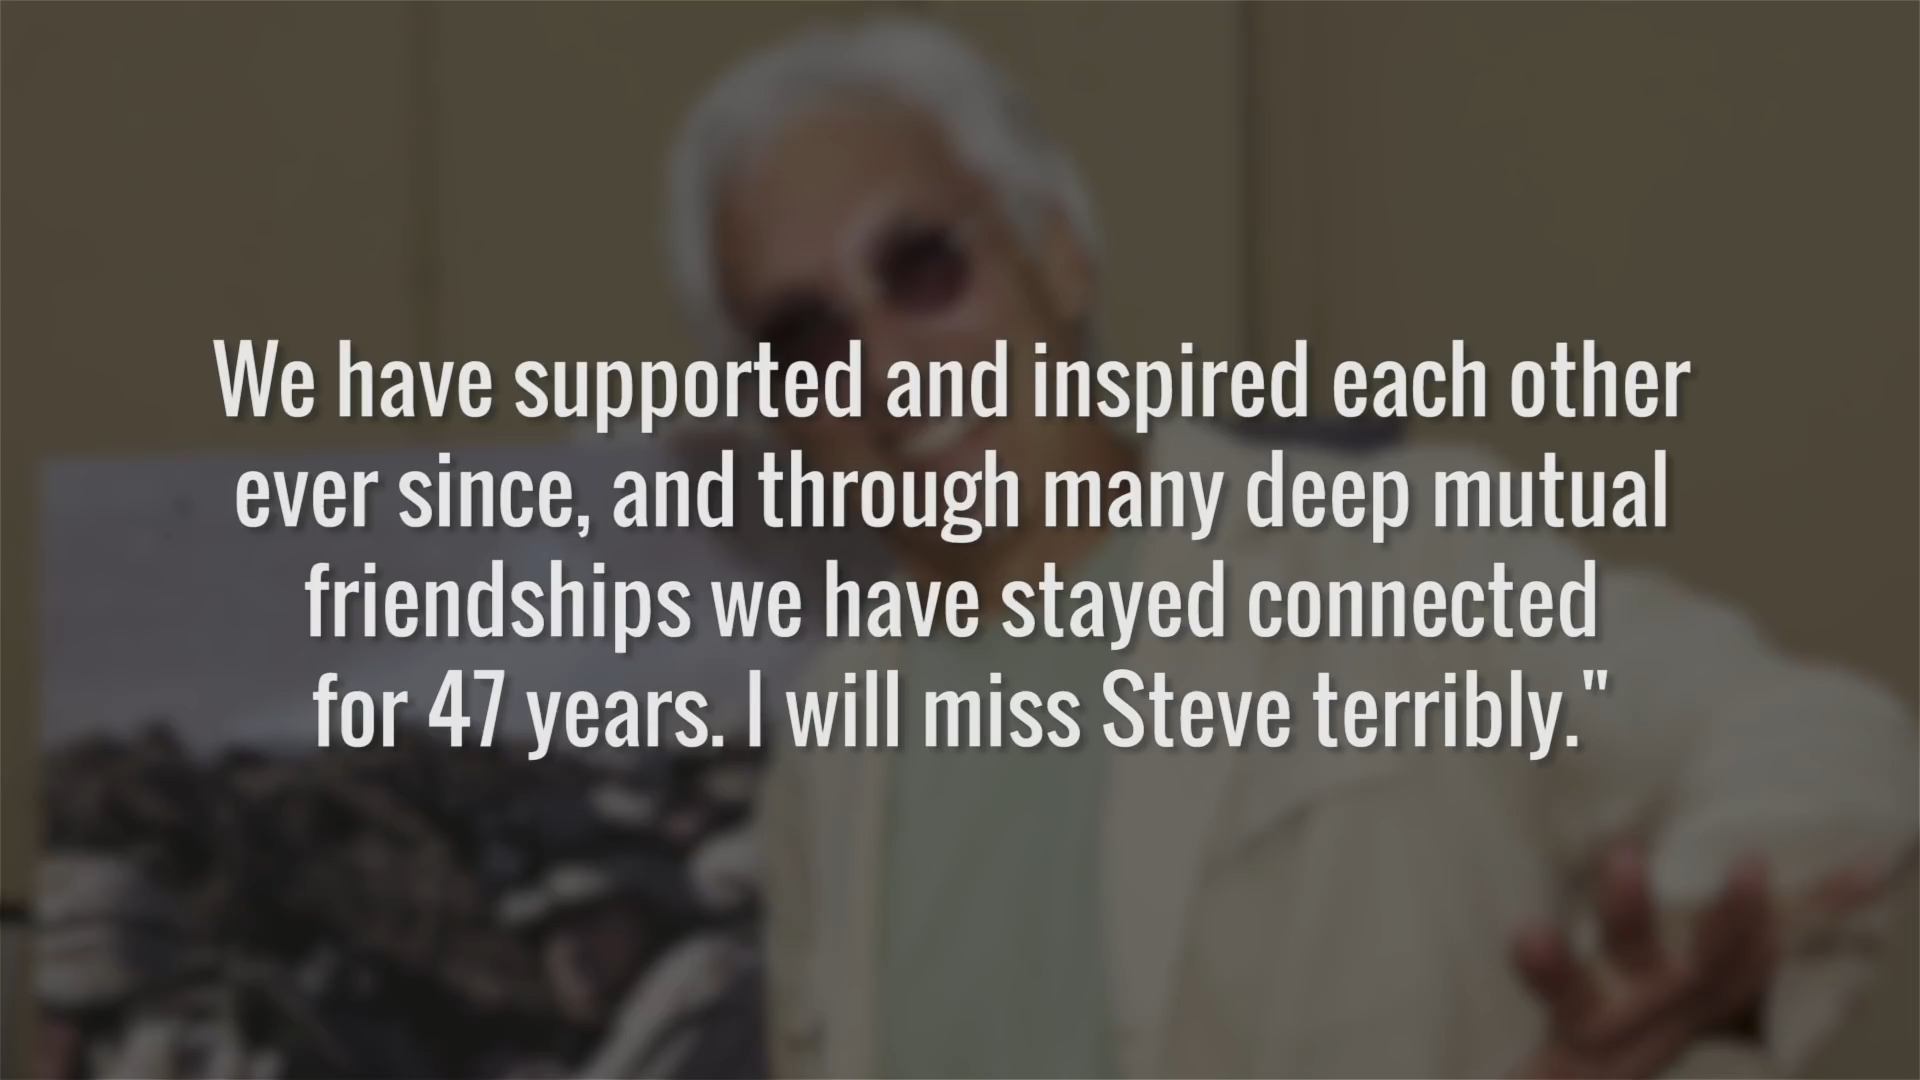 We have supported and inspired each other
ever since, and through many deep mutual
friendships we have stayed connected
for 47 years. I will miss Steve terribly."